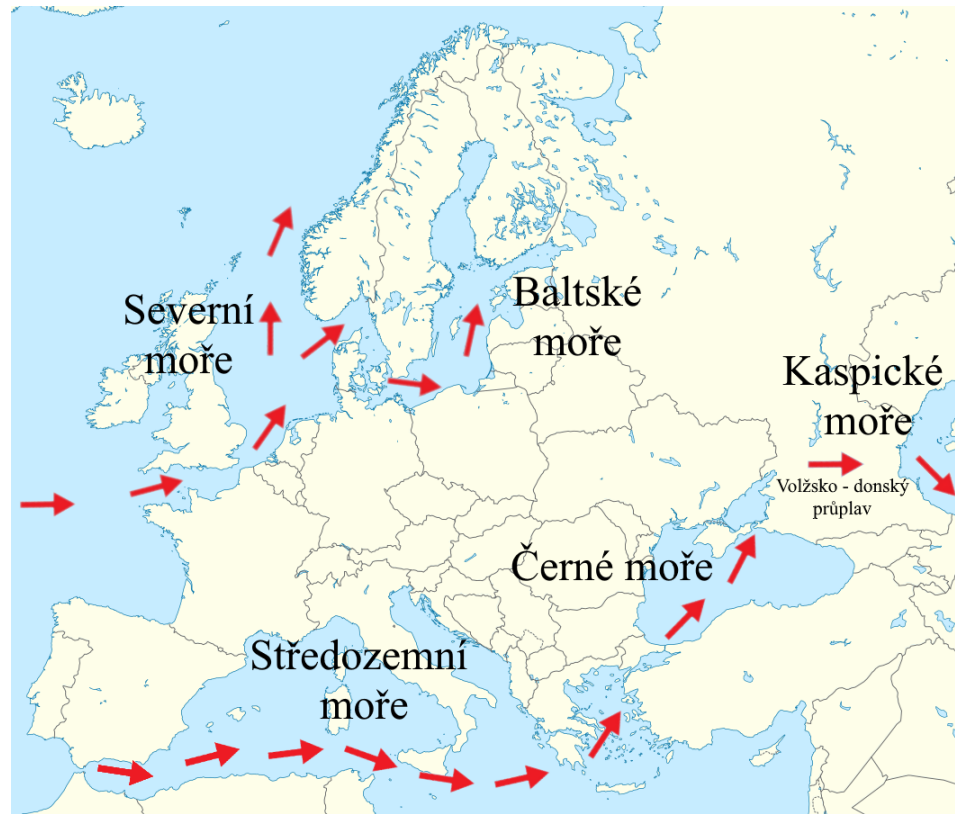 Severní
moře
Baltské
moře
Kaspické
moře
Volžsko - donský
průplav
Černé moře
Středozemní
moře